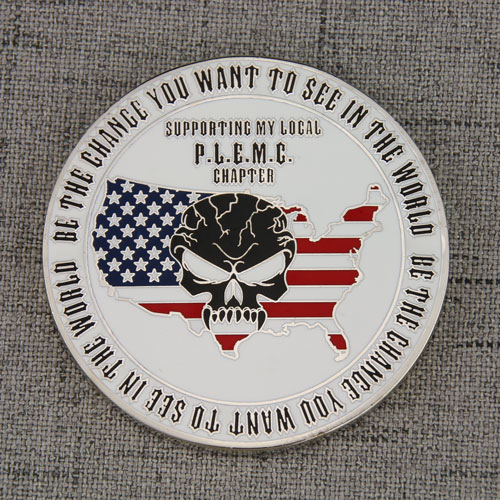 BE THE CHANGE YOU WANT TO SEE IN THE WORLD
BE THE CHANGE YOU WANT TO SEE IN THE WORLD
SUPPORTING MY LOCAL
P.L.E.M.C.
CHAPTER